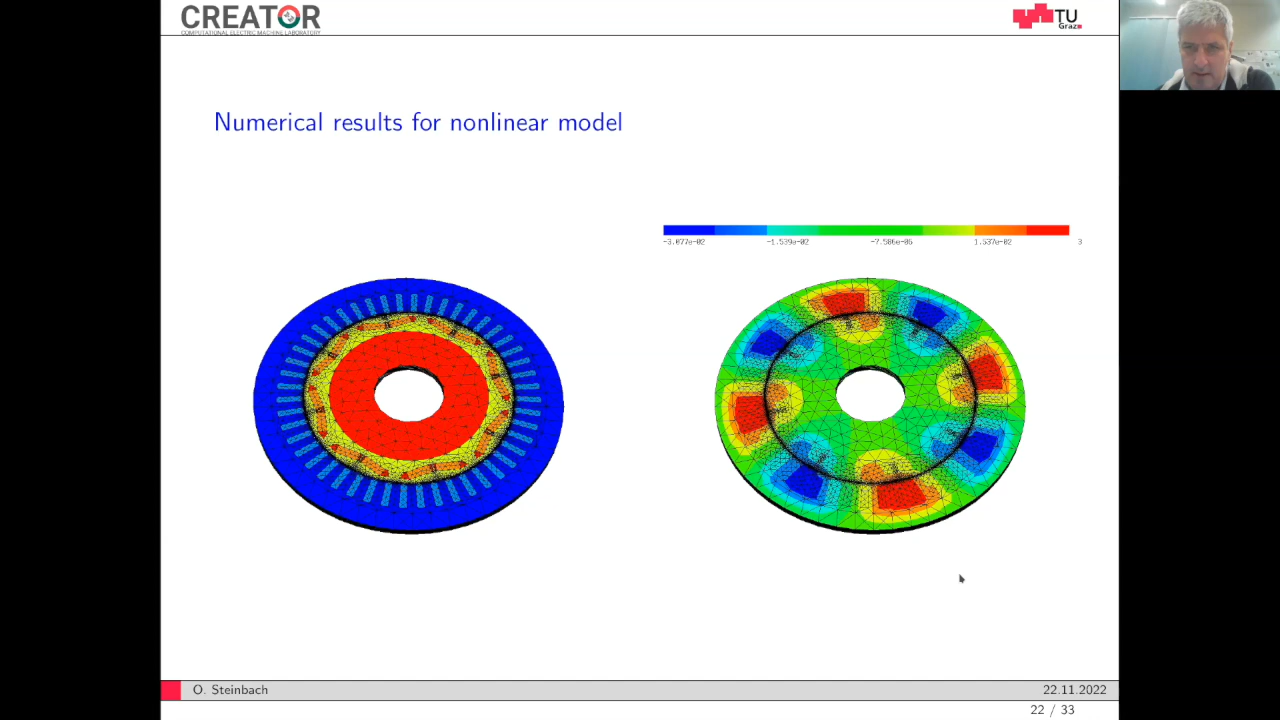 CREATOR
COMPUTATIONAL ELECTRIC MACHINE LABORATORY
TU
Graz
Numerical results for nonlinear model
-3.077e-02 -1.539e-02 -7.586e-06 1.537e-02 3
O. Steinbach 22.11.2022
22 / 33